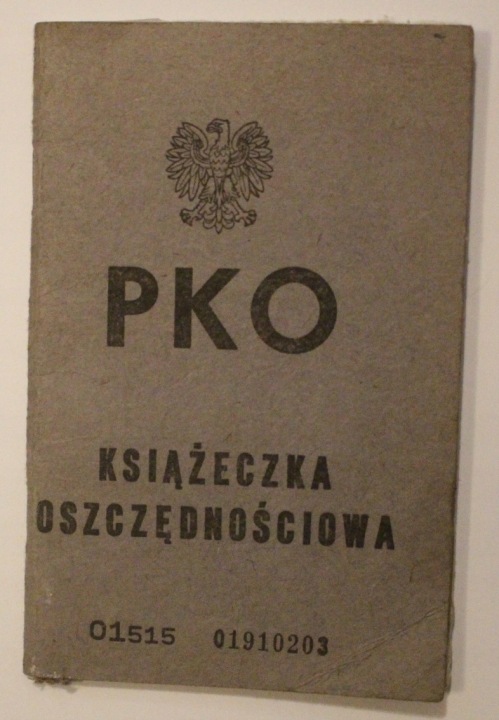 PKO
KSIĄŻECZKA
OSZCZĘDNOŚCIOWA
01515 01910203